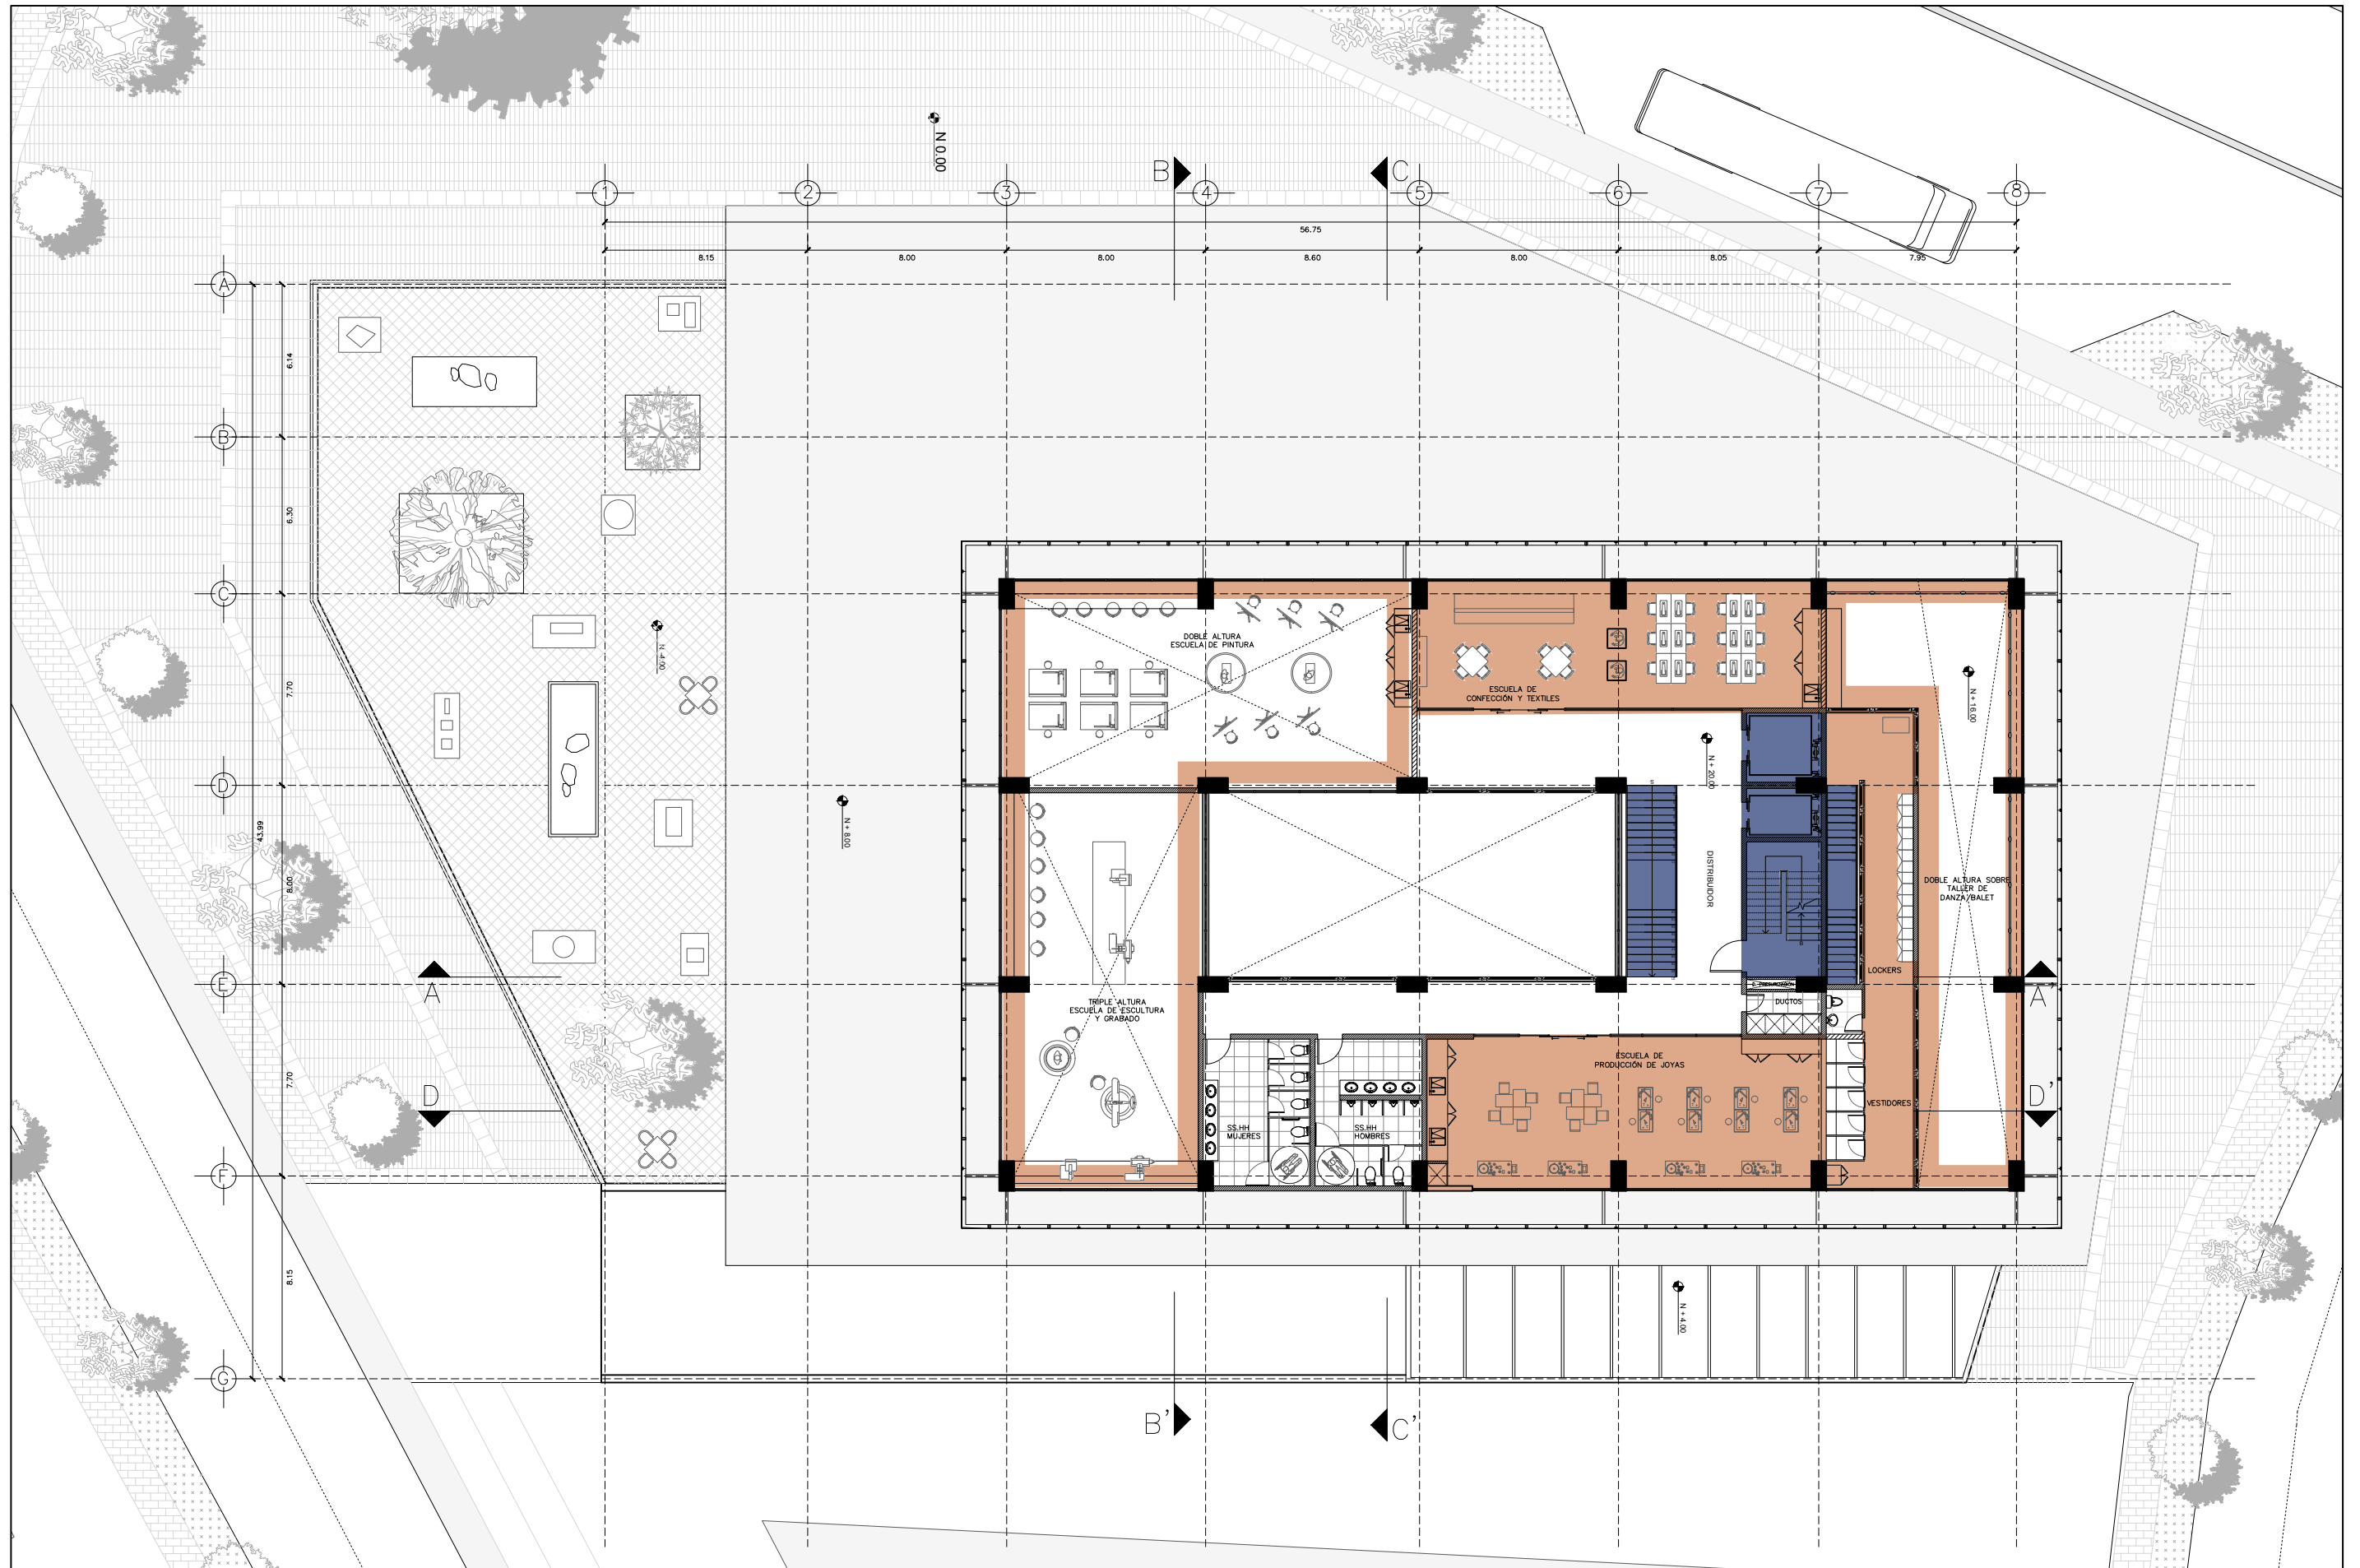 N 0.00
B
C
1
2
3
4
5
6
7
8
56.75
8.15
8.00
8.00
8.60
8.00
8.05
7.95
A
6.14
B
6.30
C
N -4.00
7.70
DOBLE ALTURA
ESCUELA DE PINTURA
ESCUELA DE
CONFECCIÓN Y TEXTILES
N + 16.00
N + 20.00
D
N + 8.00
43.99
8.00
DISTRIBUIDOR
DOBLE ALTURA SOBRE
TALLER DE
DANZA/BALET
A
E
LOCKERS
A'
TRIPLE ALTURA
ESCUELA DE ESCULTURA
Y GRABADO
DUCTOS
7.70
D
ESCUELA DE
PRODUCCIÓN DE JOYAS
D'
VESTIDORES
SS.HH
MUJERES
SS.HH
HOMBRES
F
8.15
N + 4.00
G
B'
C'